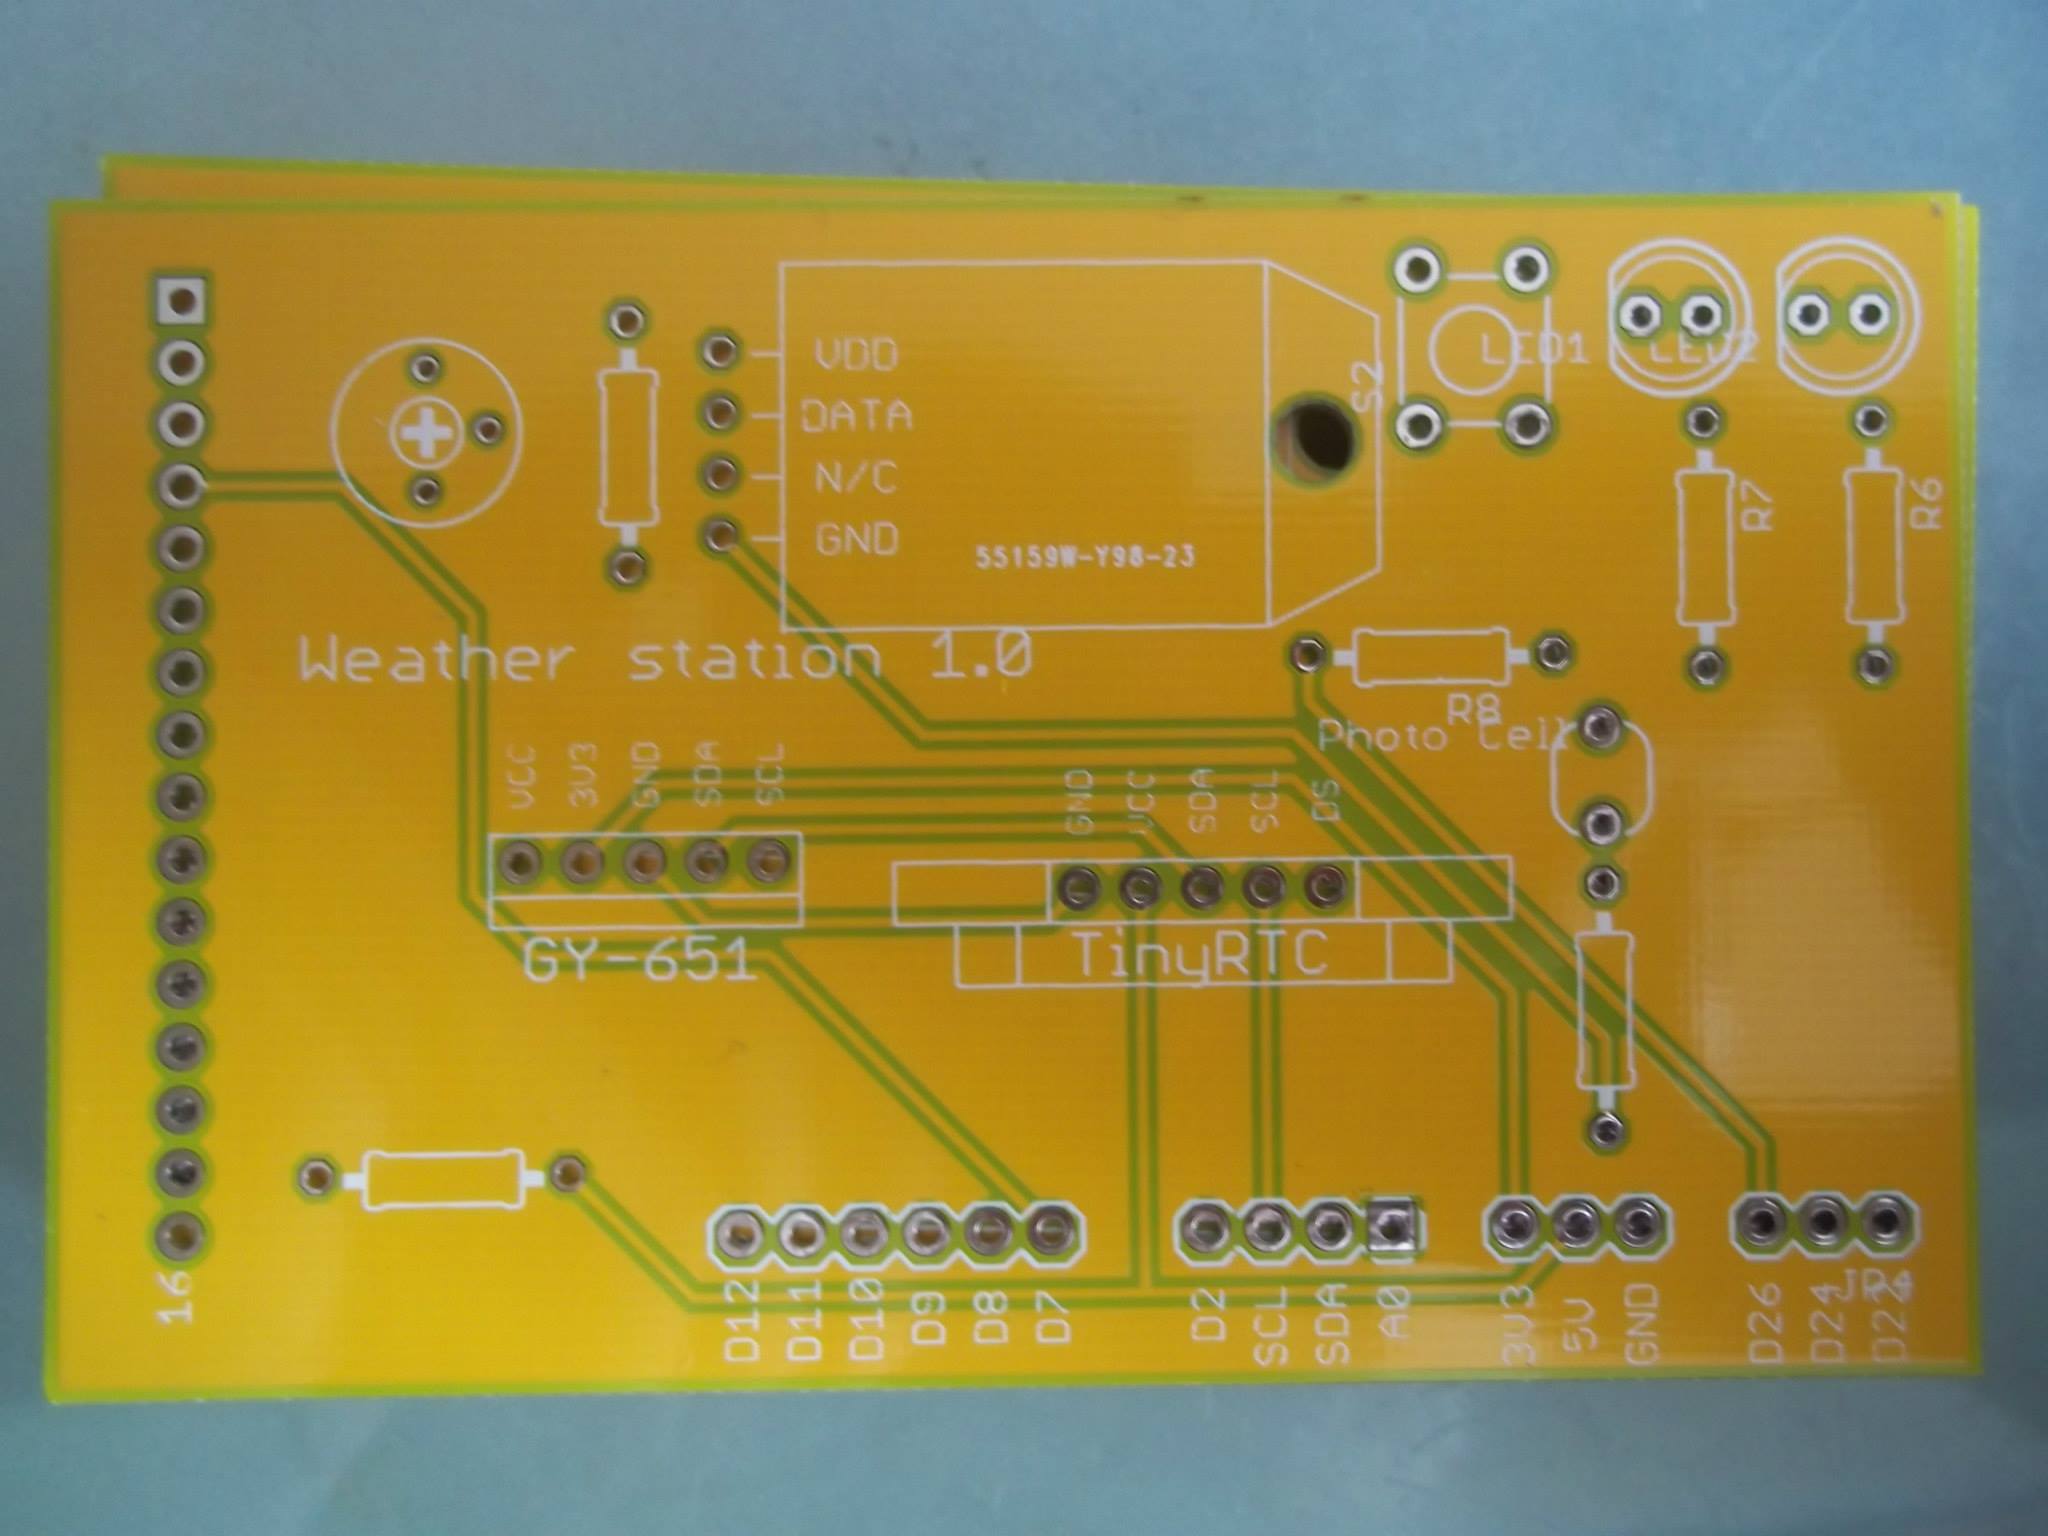 VDD
DATA
N/C
GND
55159W-Y98-23
S2
LED1
LED2
R7
R6
Weather station 1.0
R8
Photo Cell
VCC
3V3
GND
SDA
SCL
GND
VCC
SDA
SCL
DS
GY-651
TinyRTC
16
D12
D11
D10
D9
D8
D7
D2
SCL
SDA
A0
3V3
5V
GND
D26
D24
JP4